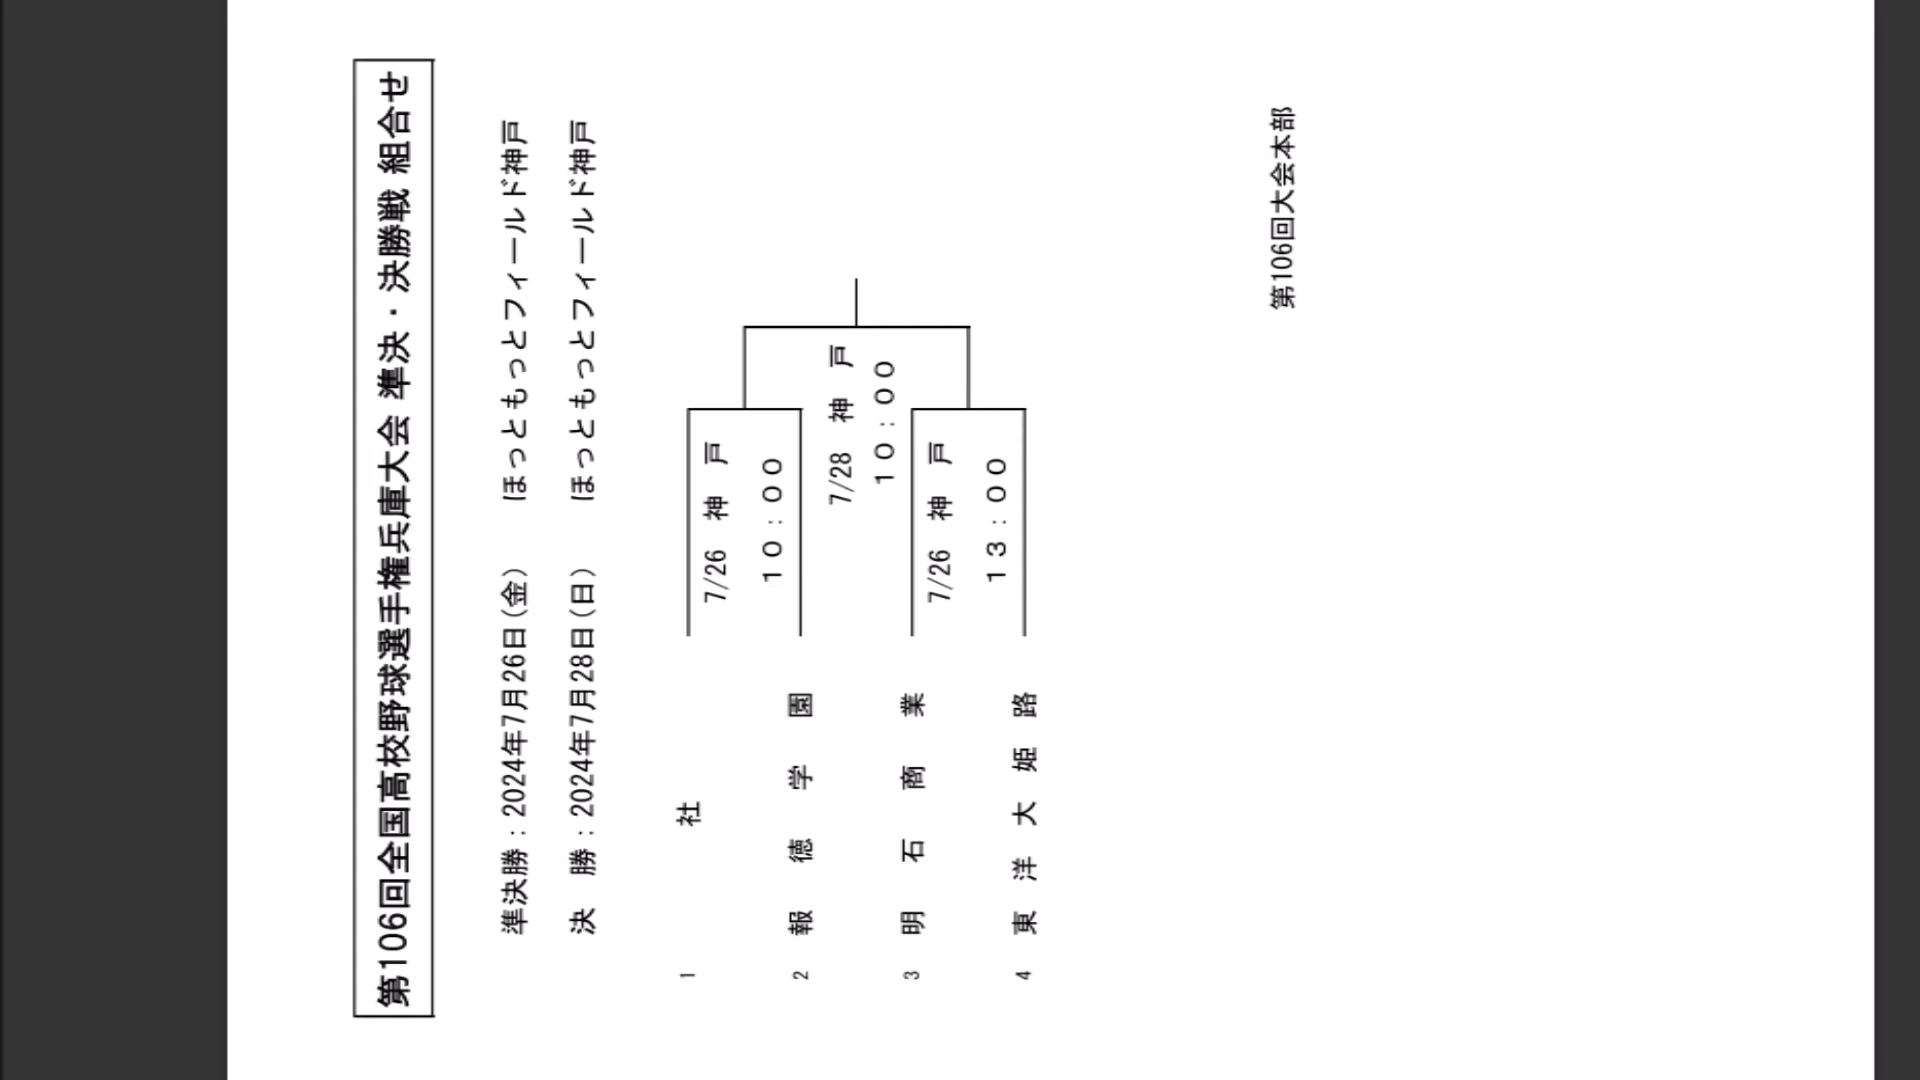 第106回全国高校野球選手権兵庫大会 準決・決勝戦 組合せ
準決勝：2024年7月26日（金） ほっともっとフィールド神戸
決　勝：2024年7月28日（日） ほっともっとフィールド神戸
1 社
7/26 神 戸
10：00
2 報 徳 学 園
7/28 神 戸
10：00
3 明 石 商 業
7/26 神 戸
13：00
4 東 洋 大 姫 路
第106回大会本部